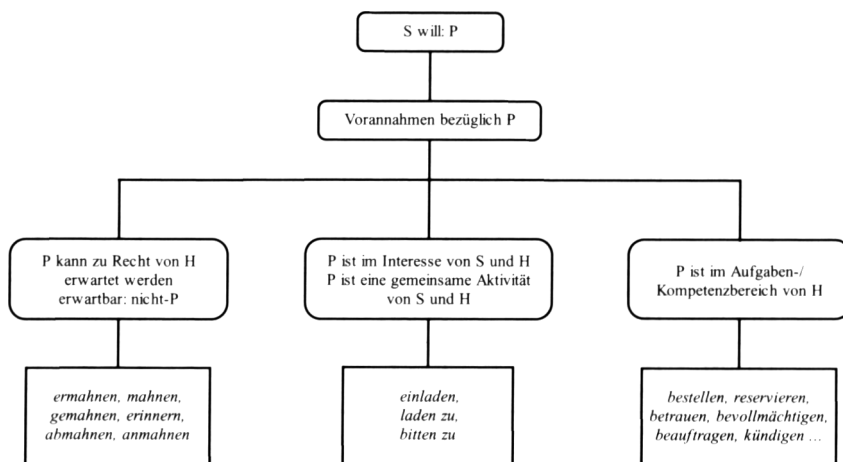 S will: P
Vorannahmen bezüglich P
P kann zu Recht von H
erwartet werden
erwartbar: nicht-P
P ist im Interesse von S und H
P ist eine gemeinsame Aktivität
von S und H
P ist im Aufgaben-/
Kompetenzbereich von H
ermahnen, mahnen,
gemahnen, erinnern,
abmahnen, anmahnen
einladen,
laden zu,
bitten zu
bestellen, reservieren,
betrauen, bevollmächtigen,
beauftragen, kündigen ...